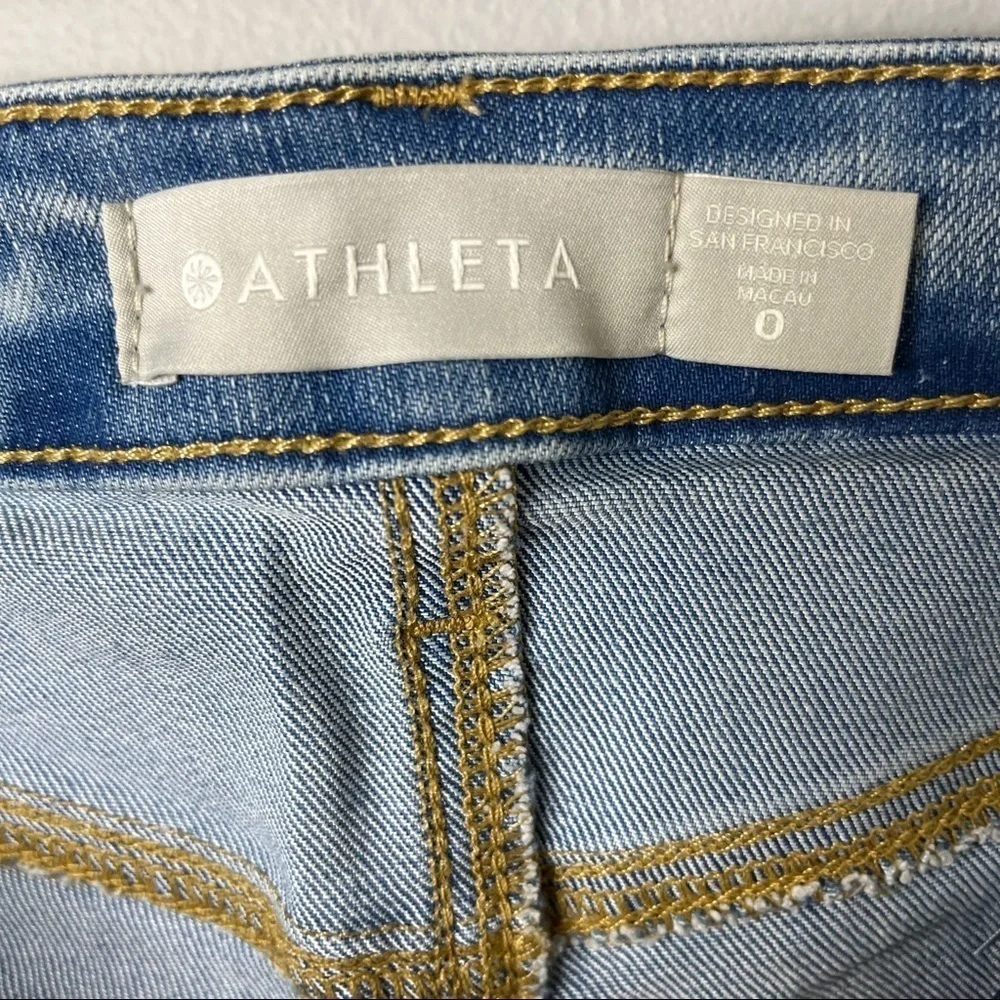 ATHLETA
DESIGNED IN
SAN FRANCISCO
MADE IN
MACAU
0